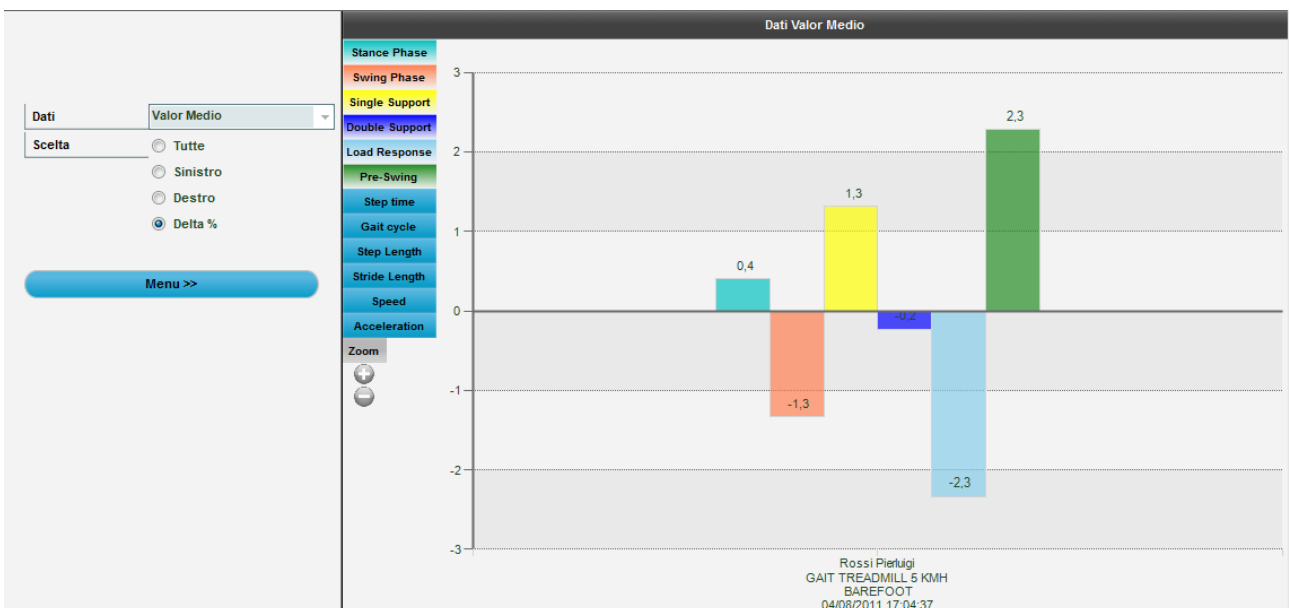 Dati Valor Medio
Dati
Valor Medio
Scelta
Tutte
Sinistro
Destro
Delta %
Menu >>
Stance Phase
Swing Phase
Single Support
Double Support
Load Response
Pre-Swing
Step time
Gait cycle
Step Length
Stride Length
Speed
Acceleration
Zoom
3
2
1
0
-1
-2
-3
0,4
-1,3
1,3
-0,2
-2,3
2,3
Rossi Pierluigi
GAIT TREADMILL 5 KMH
BAREFOOT
04/08/2011 17:04:37